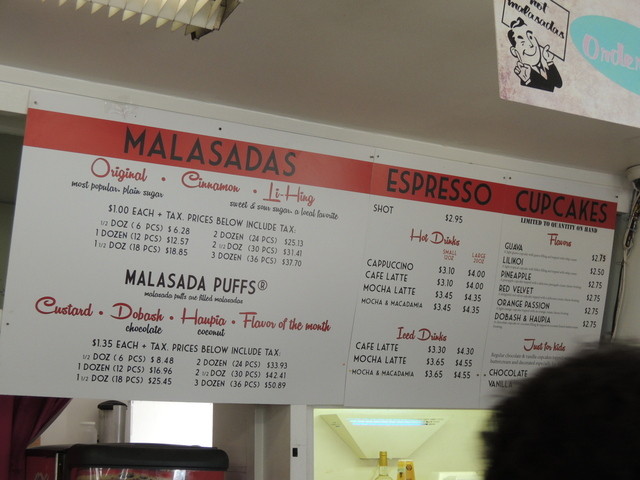 hot
malasadas
Order
MALASADAS
Original • Cinnamon • Li-Hing
most popular, plain sugar
sweet & sour sugar, a local favorite
$1.00 EACH + TAX. PRICES BELOW INCLUDE TAX:
1/2 DOZ (6 PCS) $6.28
1 DOZEN (12 PCS) $12.57
1 1/2 DOZ (18 PCS) $18.85
2 DOZEN (24 PCS) $25.13
2 1/2 DOZ (30 PCS) $31.41
3 DOZEN (36 PCS) $37.70
MALASADA PUFFS®
malasada puffs are filled malasadas
Custard • Dobash • Haupia • Flavor of the month
chocolate
coconut
$1.35 EACH + TAX. PRICES BELOW INCLUDE TAX:
1/2 DOZ (6 PCS) $8.48
1 DOZEN (12 PCS) $16.96
1 1/2 DOZ (18 PCS) $25.45
2 DOZEN (24 PCS) $33.93
2 1/2 DOZ (30 PCS) $42.41
3 DOZEN (36 PCS) $50.89
ESPRESSO
SHOT $2.95
Hot Drinks
SMALL 12OZ LARGE 20OZ
CAPPUCCINO $3.10 $4.00
CAFE LATTE $3.10 $4.00
MOCHA LATTE $3.45 $4.35
MOCHA & MACADAMIA $3.45 $4.35
Iced Drinks
CAFE LATTE $3.30 $4.30
MOCHA LATTE $3.65 $4.55
MOCHA & MACADAMIA $3.65 $4.55
CUPCAKES
LIMITED TO QUANTITY ON HAND
Flavors
GUAVA $2.75
LILIKOI $2.50
PINEAPPLE $2.75
RED VELVET $2.75
ORANGE PASSION $2.75
DOBASH & HAUPIA $2.75
Just for kids
CHOCOLATE
VANILLA